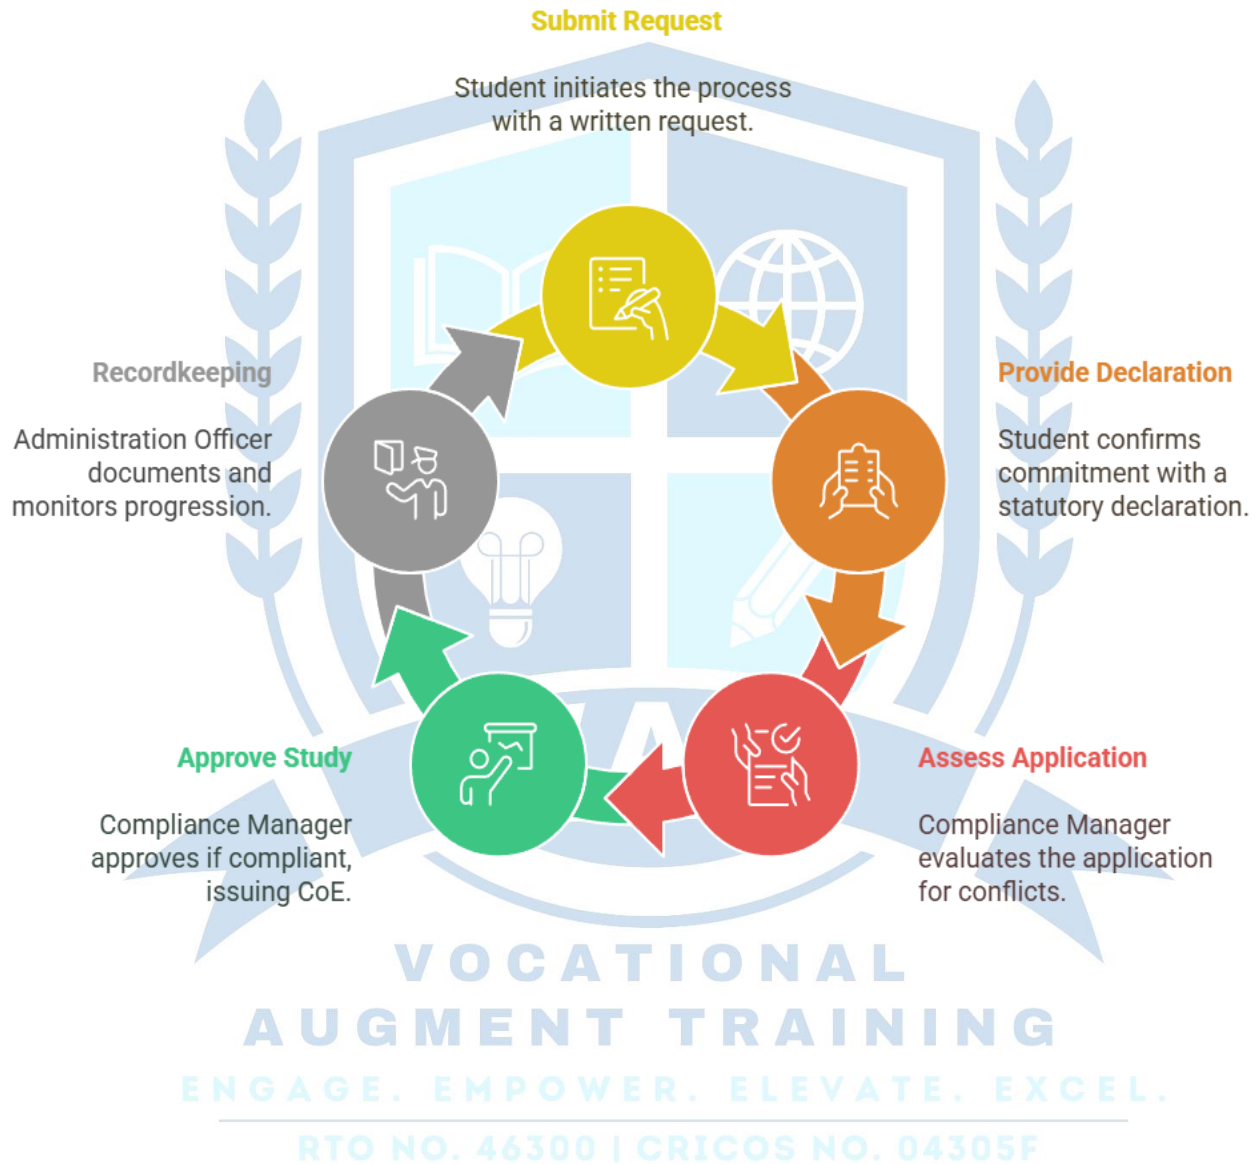 Submit Request
Student initiates the process
with a written request.
Recordkeeping
Administration Officer
documents and
monitors progression.
Provide Declaration
Student confirms
commitment with a
statutory declaration.
Approve Study
Compliance Manager
approves if compliant,
issuing CoE.
Assess Application
Compliance Manager
evaluates the application
for conflicts.
VOCATIONAL
AUGMENT TRAINING
ENGAGE. EMPOWER. ELEVATE. EXCEL.
RTO NO. 46300 | CRICOS NO. 04305F